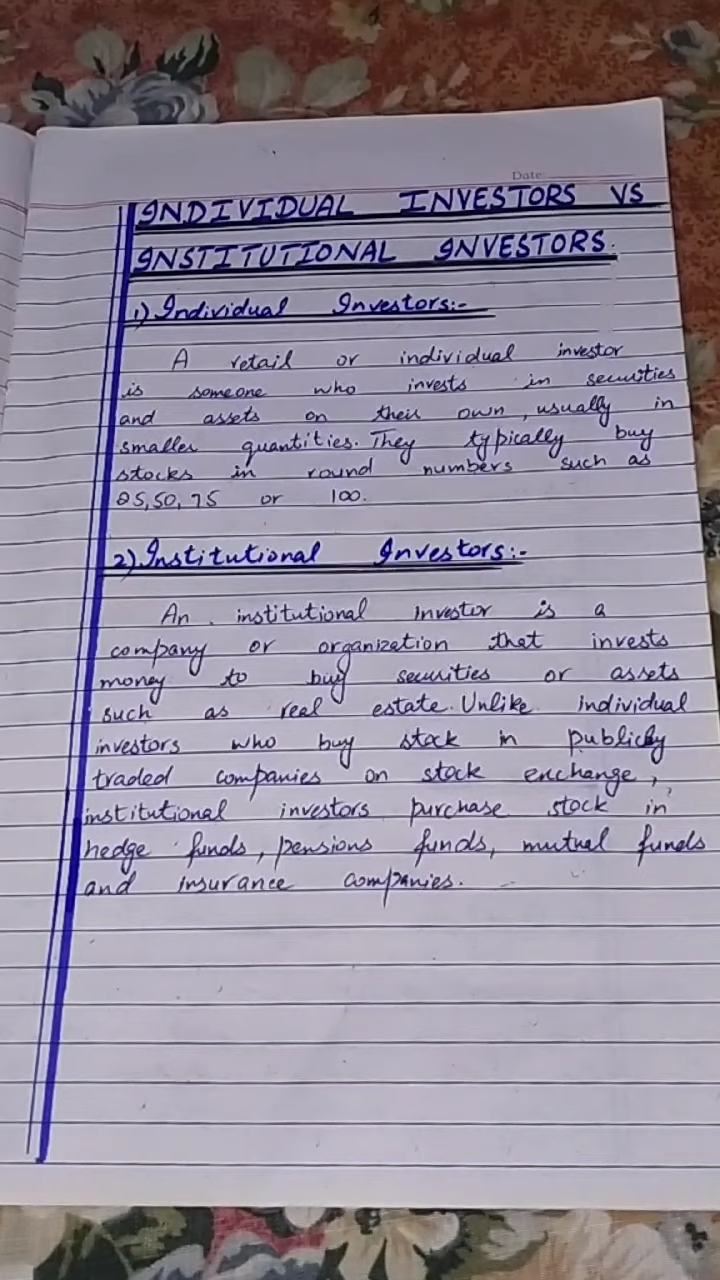 Date:
INDIVIDUAL INVESTORS VS
INSTITUTIONAL INVESTORS.
1) Individual Investors:-
A retail or individual investor
is someone who invests in securities
and assets on their own, usually in
smaller quantities. They typically buy
stocks in round numbers such as
25, 50, 75 or 100.
2) Institutional Investors:-
An institutional investor is a
company or organization that invests
money to buy securities or assets
such as real estate. Unlike individual
investors who buy stock in publicly
traded companies on stock exchange,
institutional investors purchase stock in
hedge funds, pensions funds, mutual funds
and insurance companies.